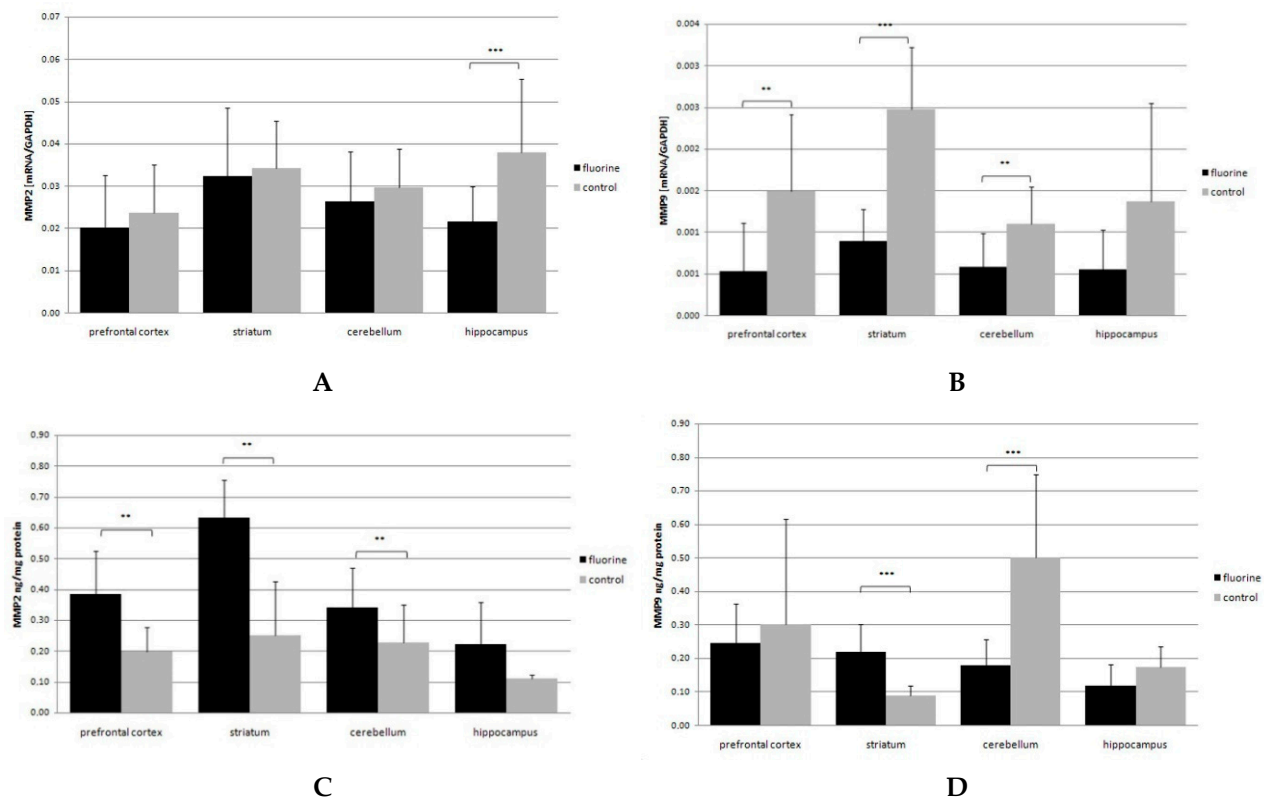 0.07
0.06
0.05
0.04
0.03
0.02
0.01
0.00
MMP2 [mRNA/GAPDH]
***
fluorine
control
prefrontal cortex striatum cerebellum hippocampus
A
0.004
0.003
0.003
0.002
0.002
0.001
0.001
0.000
MMP9 [mRNA/GAPDH]
**
***
**
fluorine
control
prefrontal cortex striatum cerebellum hippocampus
B
0.90
0.80
0.70
0.60
0.50
0.40
0.30
0.20
0.10
0.00
MMP2 ng/mg protein
**
**
**
fluorine
control
prefrontal cortex striatum cerebellum hippocampus
C
0.90
0.80
0.70
0.60
0.50
0.40
0.30
0.20
0.10
0.00
MMP9 ng/mg protein
***
***
fluorine
control
prefrontal cortex striatum cerebellum hippocampus
D